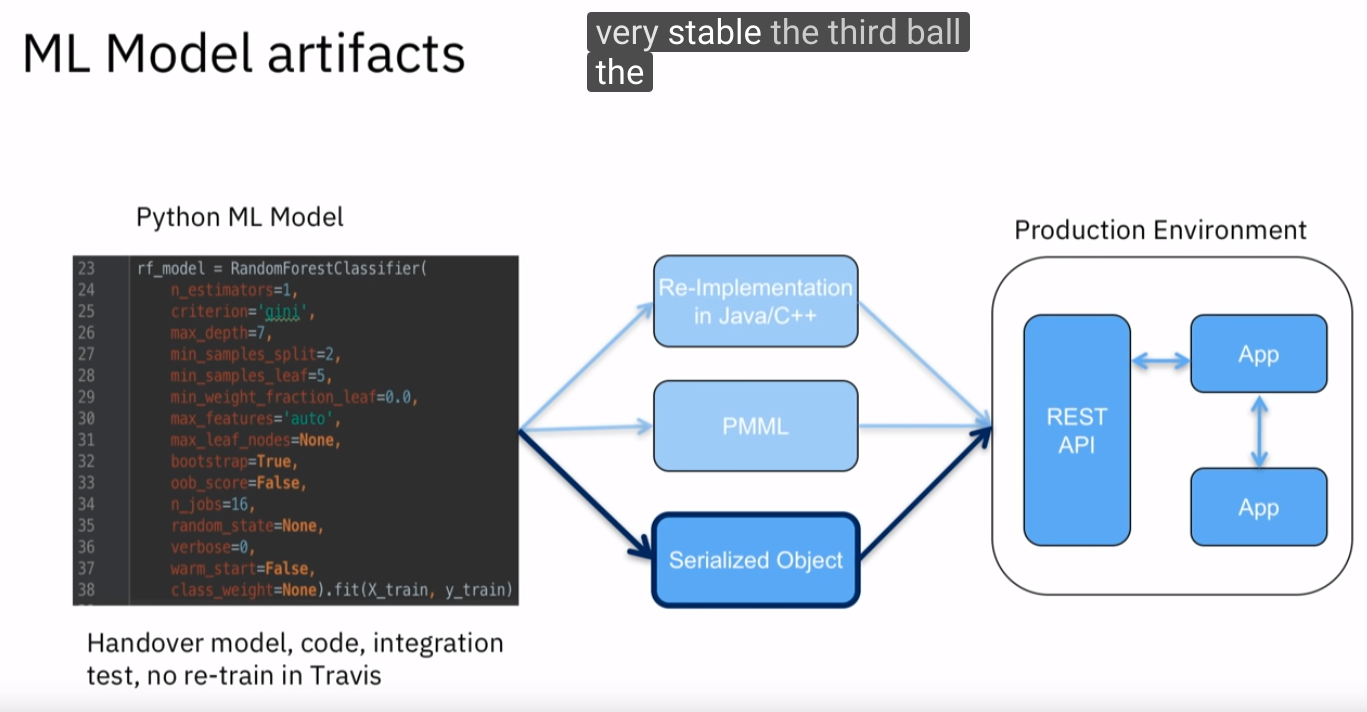 ML Model artifacts
very stable the third ball
the
Python ML Model
23 rf_model = RandomForestClassifier(
24 n_estimators=1,
25 criterion='gini',
26 max_depth=7,
27 min_samples_split=2,
28 min_samples_leaf=5,
29 min_weight_fraction_leaf=0.0,
30 max_features='auto',
31 max_leaf_nodes=None,
32 bootstrap=True,
33 oob_score=False,
34 n_jobs=16,
35 random_state=None,
36 verbose=0,
37 warm_start=False,
38 class_weight=None).fit(X_train, y_train)
Handover model, code, integration
test, no re-train in Travis
Re-Implementation
in Java/C++
PMML
Serialized Object
Production Environment
REST
API
App
App